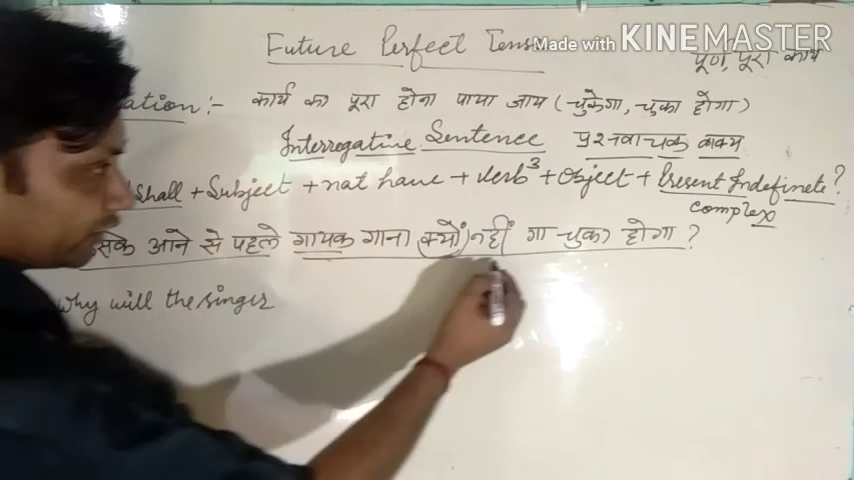 Future Perfect Tense
Made with KINEMASTER
पूर्ण, पूरा कार्य
ation :- कार्य का पूरा होना पाया जाय (चुकेगा, चुका होगा)
Interrogative Sentence प्रश्नवाचक वाक्य
shall + Subject + not have + Verb³ + Object + Present Indefinete ?
complex
सके आने से पहले गायक गाना (क्यों) नहीं गा चुका होगा ?
Why will the singer